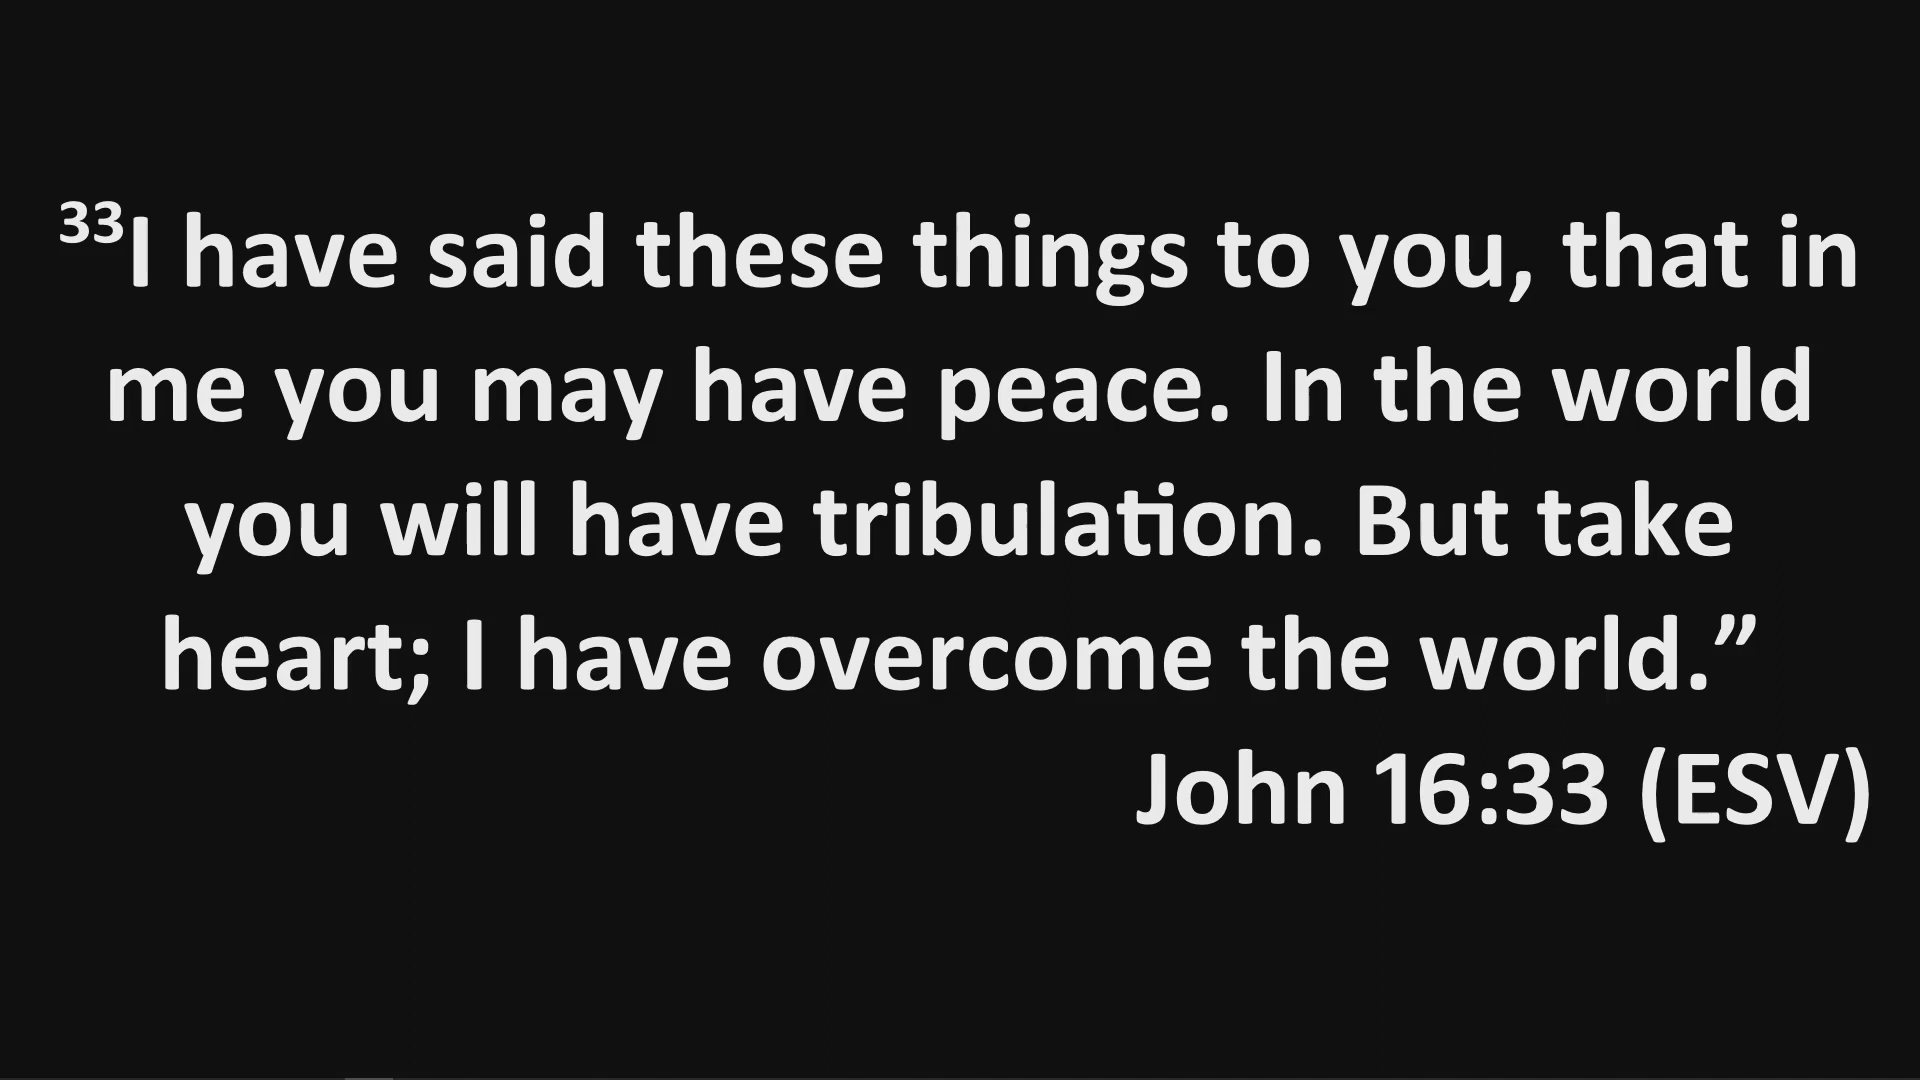 ³³I have said these things to you, that in
me you may have peace. In the world
you will have tribulation. But take
heart; I have overcome the world.”
John 16:33 (ESV)